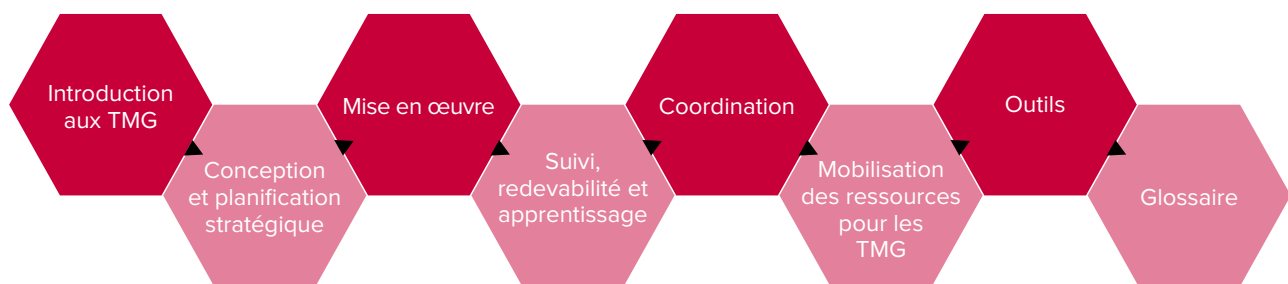 Introduction
aux TMG
Conception
et planification
stratégique
Mise en œuvre
Suivi,
redevabilité et
apprentissage
Coordination
Mobilisation
des ressources
pour les
TMG
Outils
Glossaire